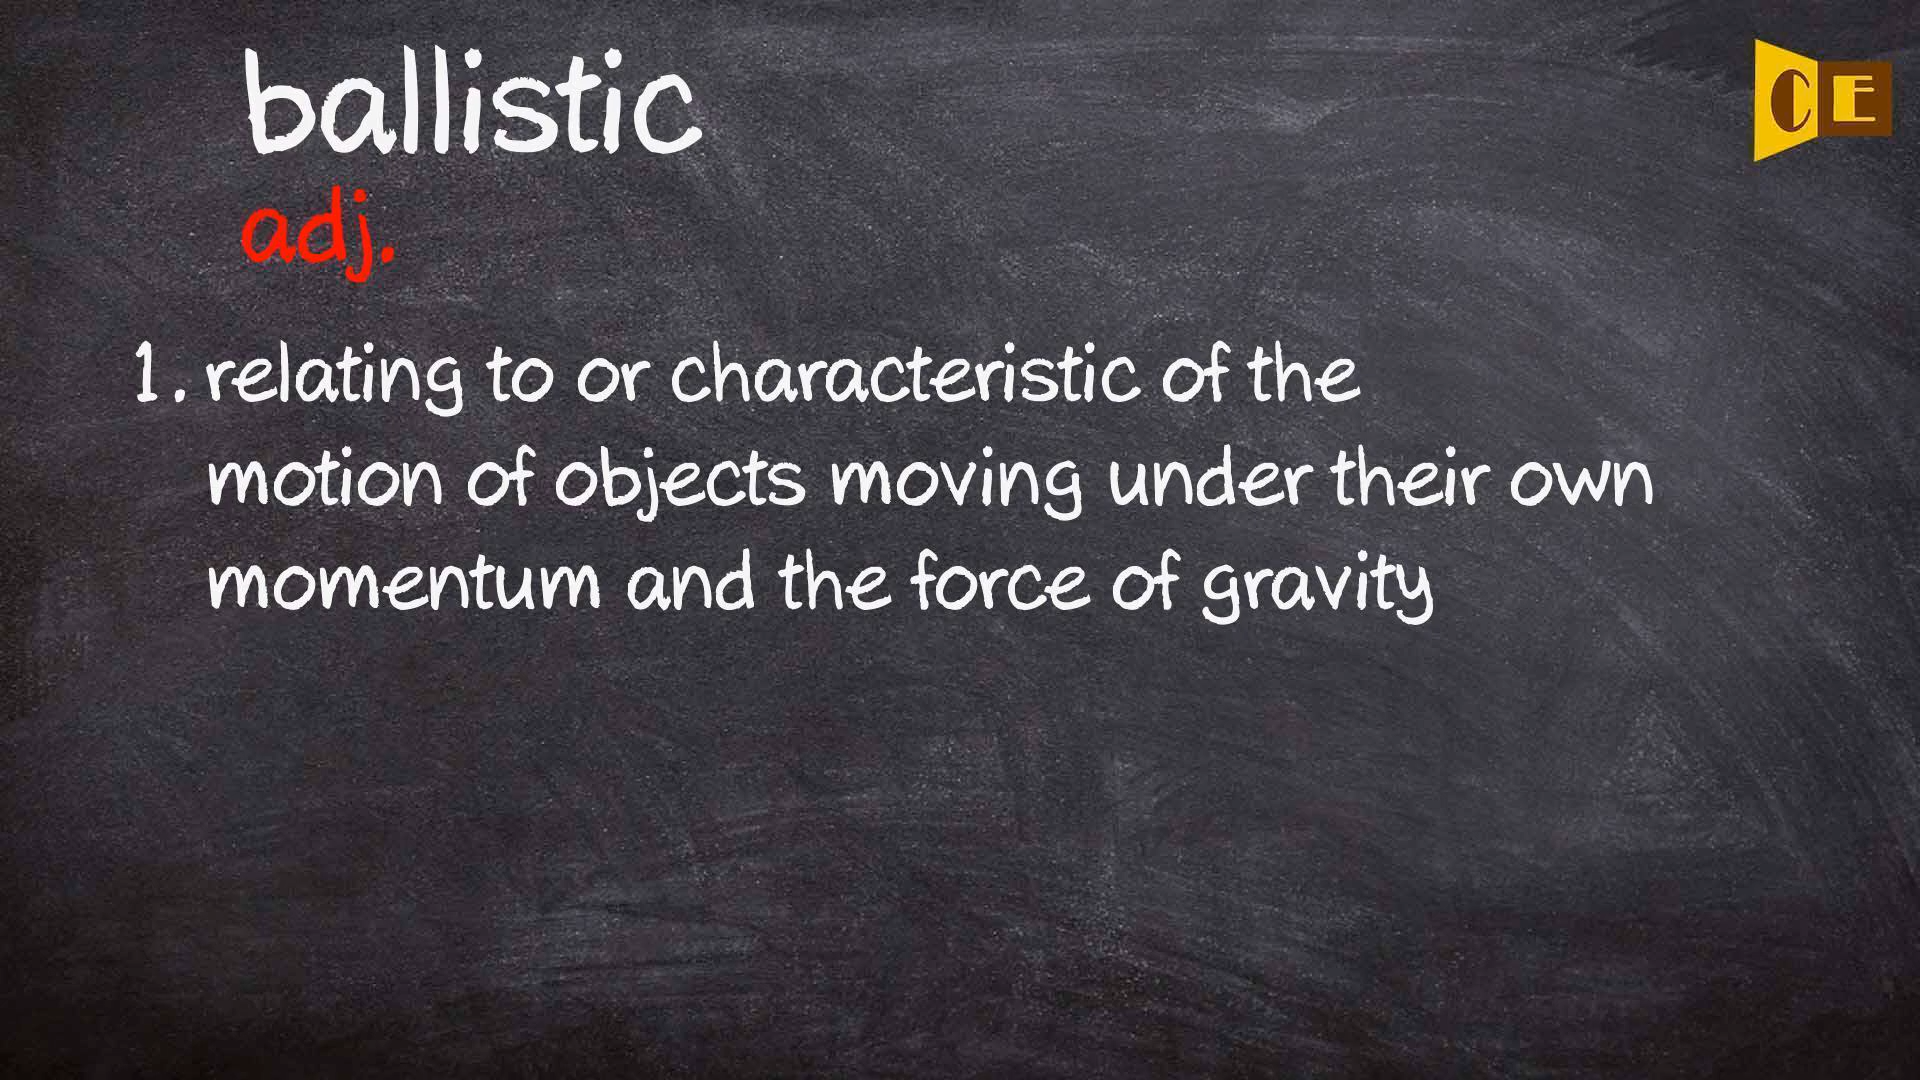 ballistic
CE
adj.
1. relating to or characteristic of the
motion of objects moving under their own
momentum and the force of gravity